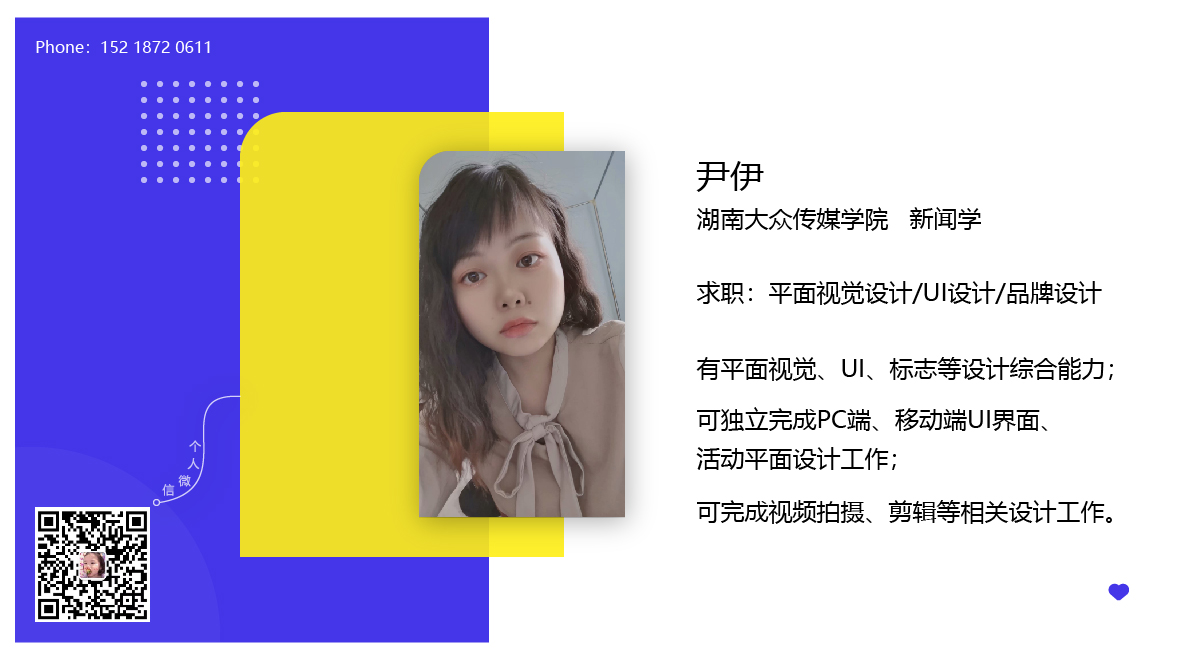 Phone：152 1872 0611
尹伊
湖南大众传媒学院 新闻学
求职：平面视觉设计/UI设计/品牌设计
有平面视觉、UI、标志等设计综合能力；
可独立完成PC端、移动端UI界面、
活动平面设计工作；
可完成视频拍摄、剪辑等相关设计工作。
个人微信